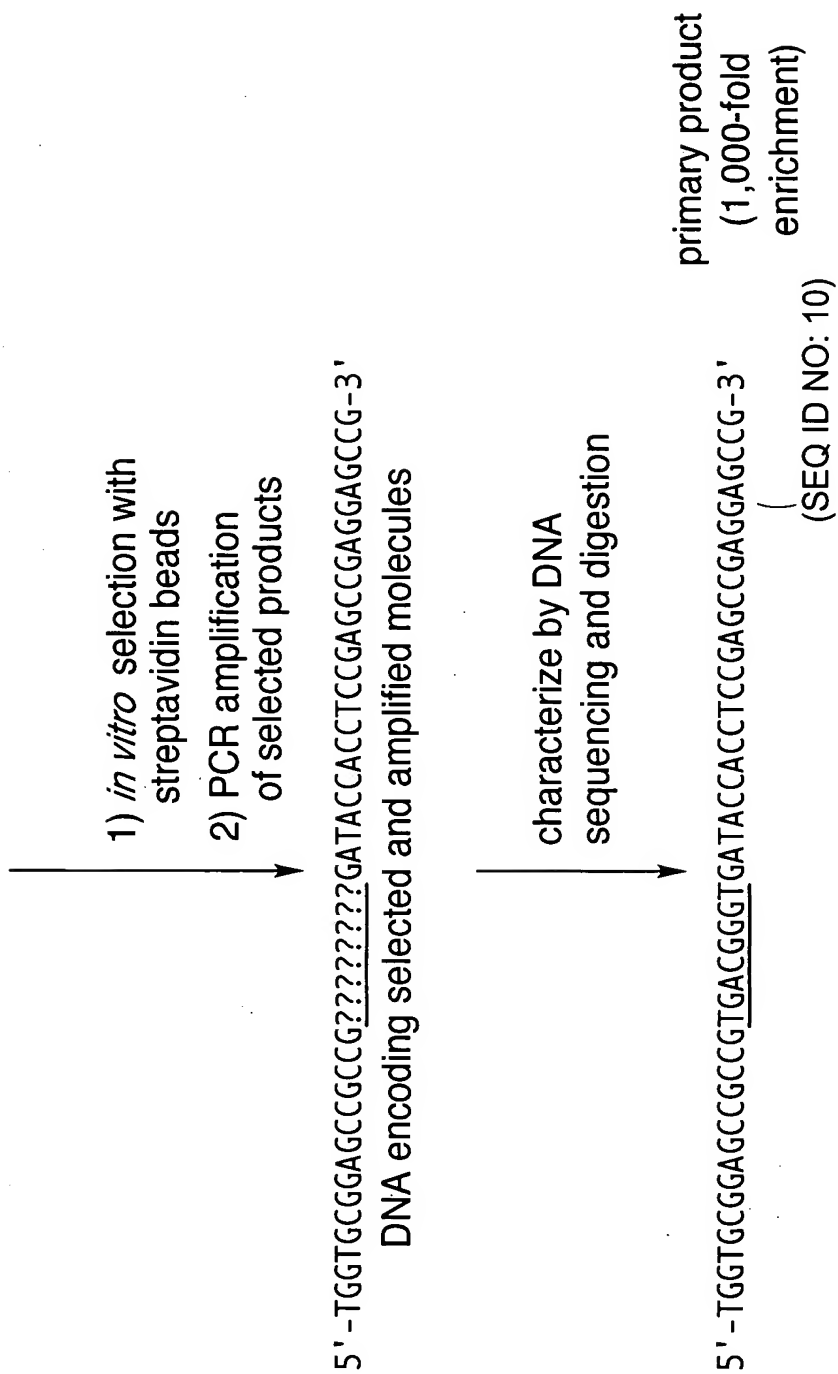 1) in vitro selection with
streptavidin beads
2) PCR amplification
of selected products
5'-TGGTGCGGAGCCGCCG????????GATACCACCTCCGAGCCGAGGAGCCG-3'
DNA encoding selected and amplified molecules
characterize by DNA
sequencing and digestion
5'-TGGTGCGGAGCCGCCGTGACGGGTGATACCACCTCCGAGCCGAGGAGCCG-3'
(SEQ ID NO: 10)
primary product
(1,000-fold
enrichment)